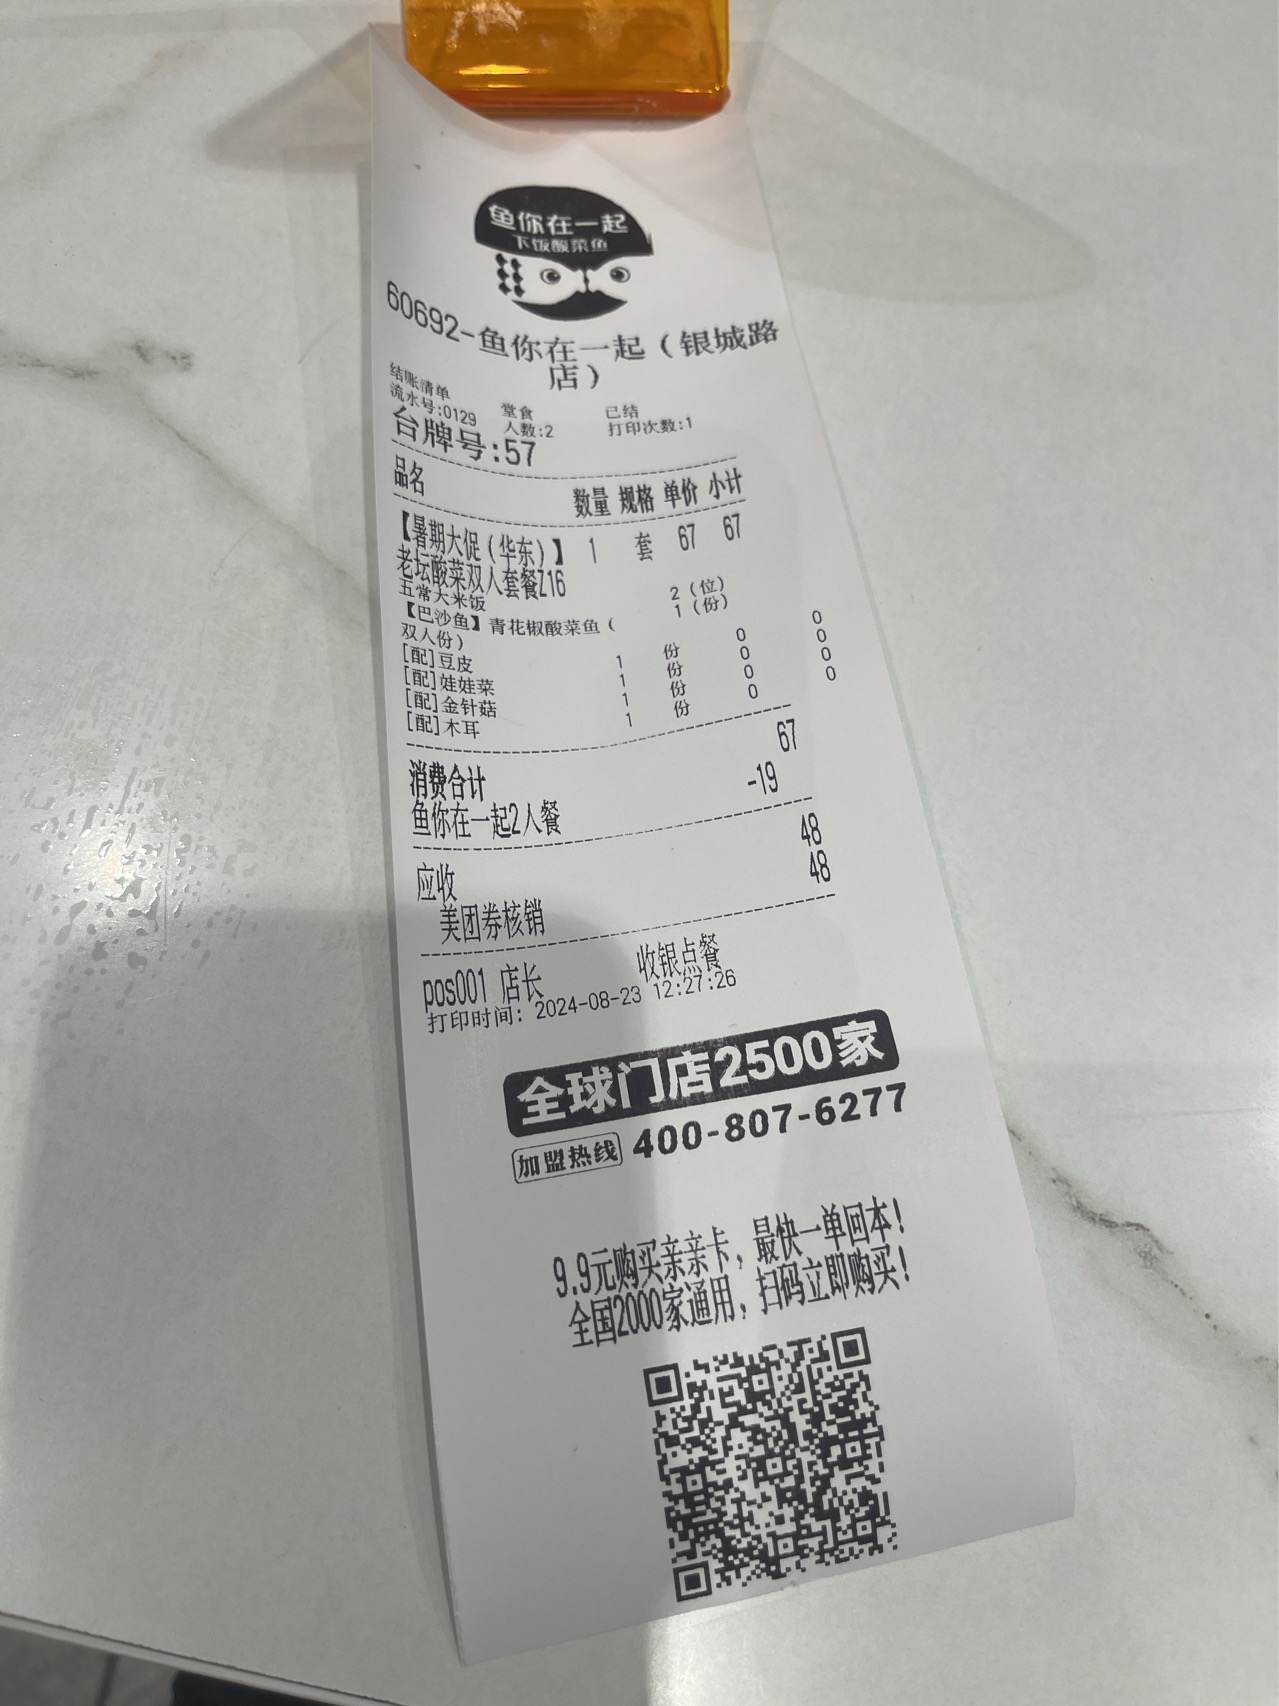 鱼你在一起
下饭酸菜鱼
60692-鱼你在一起（银城路
店）
结账清单
流水号:0129 堂食 已结
人数:2 打印次数:1
台牌号:57
品名 数量 规格 单价 小计
【暑期大促（华东）】 1 套 67 67
老坛酸菜双人套餐Z16
五常大米饭 2（位）
【巴沙鱼】青花椒酸菜鱼（ 1（份）
双人份）
[配]豆皮 1 份 0 0
[配]娃娃菜 1 份 0 0
[配]金针菇 1 份 0 0
[配]木耳 1 份 0 0
消费合计 67
鱼你在一起2人餐 -19
应收 48
美团券核销 48
pos001 店长 收银点餐
打印时间: 2024-08-23 12:27:26
全球门店2500家
加盟热线 400-807-6277
9.9元购买亲亲卡，最快一单回本！
全国2000家通用，扫码立即购买！